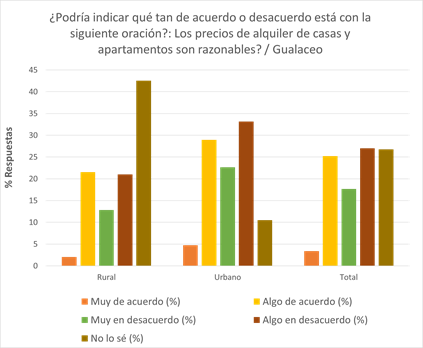 ¿Podría indicar qué tan de acuerdo o desacuerdo está con la
siguiente oración?: Los precios de alquiler de casas y
apartamentos son razonables? / Gualaceo
% Respuestas
45
40
35
30
25
20
15
10
5
0
Rural Urbano Total
Muy de acuerdo (%) Algo de acuerdo (%)
Muy en desacuerdo (%) Algo en desacuerdo (%)
No lo sé (%)